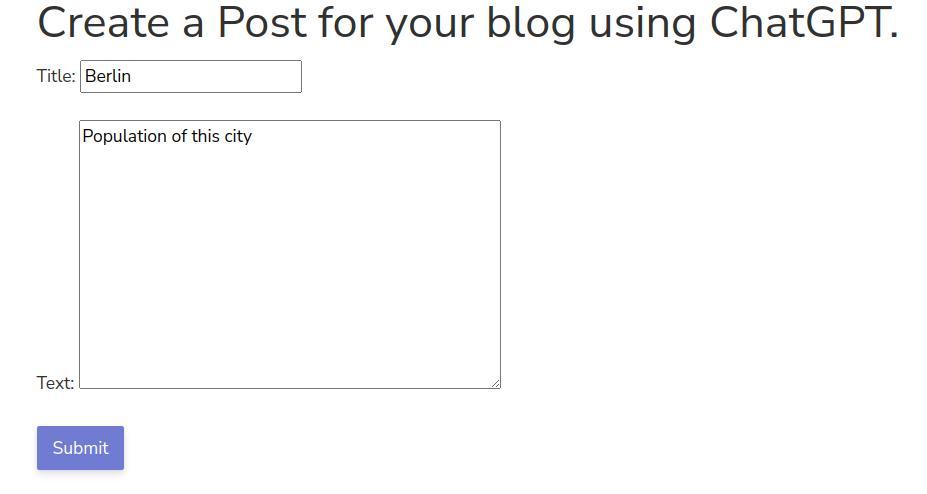 Create a Post for your blog using ChatGPT.
Title: Berlin
Population of this city
Text:
Submit